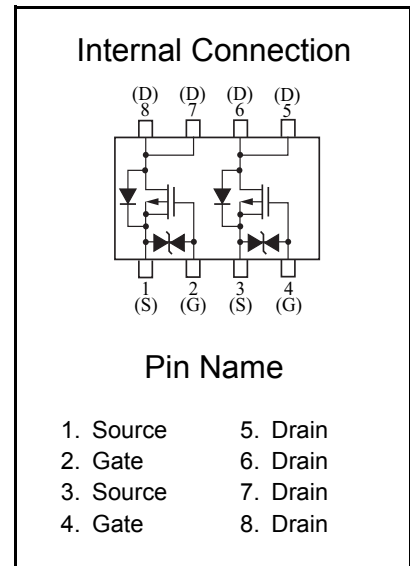 Internal Connection
(D) (D) (D) (D)
8 7 6 5
1 2 3 4
(S) (G) (S) (G)
Pin Name
1. Source 5. Drain
2. Gate 6. Drain
3. Source 7. Drain
4. Gate 8. Drain